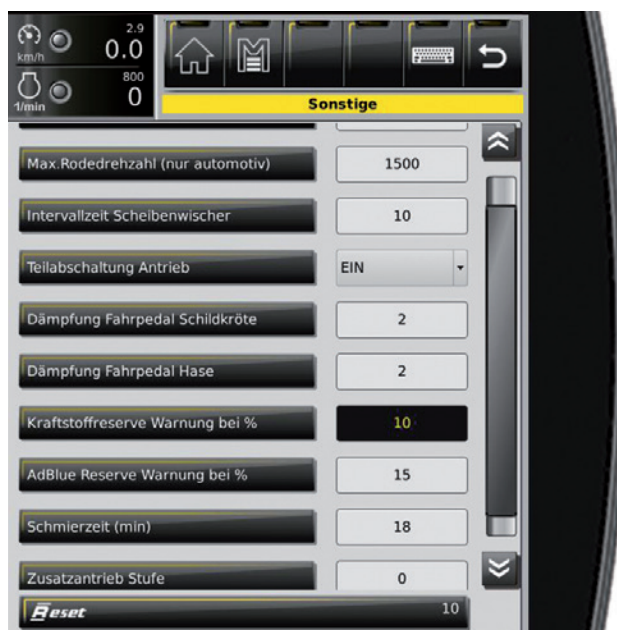 2.9
km/h 0.0
800
1/min 0
Sonstige
Max.Rodedrehzahl (nur automotiv) 1500
Intervallzeit Scheibenwischer 10
Teilabschaltung Antrieb EIN
Dämpfung Fahrpedal Schildkröte 2
Dämpfung Fahrpedal Hase 2
Kraftstoffreserve Warnung bei % 10
AdBlue Reserve Warnung bei % 15
Schmierzeit (min) 18
Zusatzantrieb Stufe 0
Reset 10